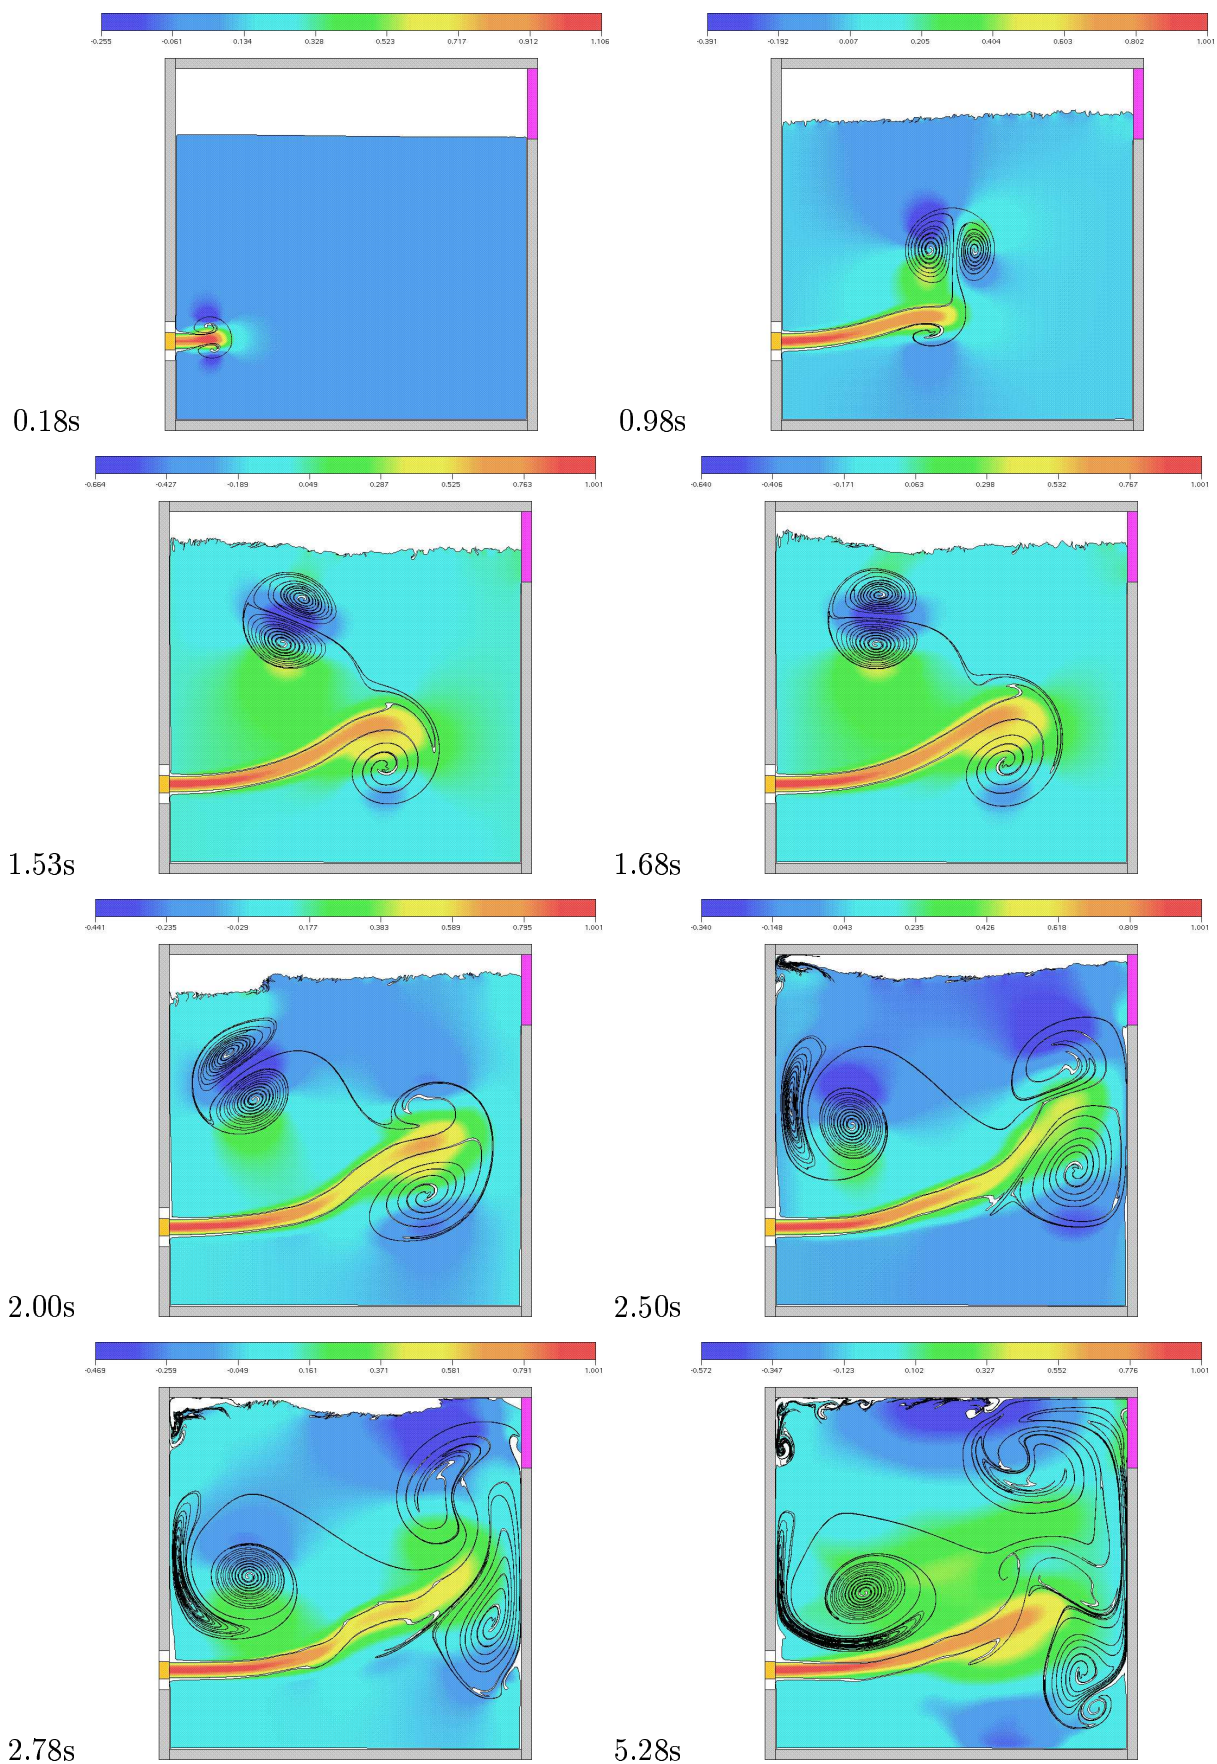 -0.255 -0.061 0.134 0.328 0.523 0.717 0.912 1.106
-0.391 -0.192 0.007 0.205 0.404 0.603 0.802 1.001
0.18s
0.98s
-0.664 -0.427 -0.189 0.049 0.287 0.525 0.763 1.001
-0.640 -0.406 -0.171 0.063 0.298 0.532 0.767 1.001
1.53s
1.68s
-0.441 -0.235 -0.029 0.177 0.383 0.589 0.795 1.001
-0.340 -0.148 0.043 0.235 0.426 0.618 0.809 1.001
2.00s
2.50s
-0.469 -0.259 -0.049 0.161 0.371 0.581 0.791 1.001
-0.572 -0.347 -0.123 0.102 0.327 0.552 0.776 1.001
2.78s
5.28s